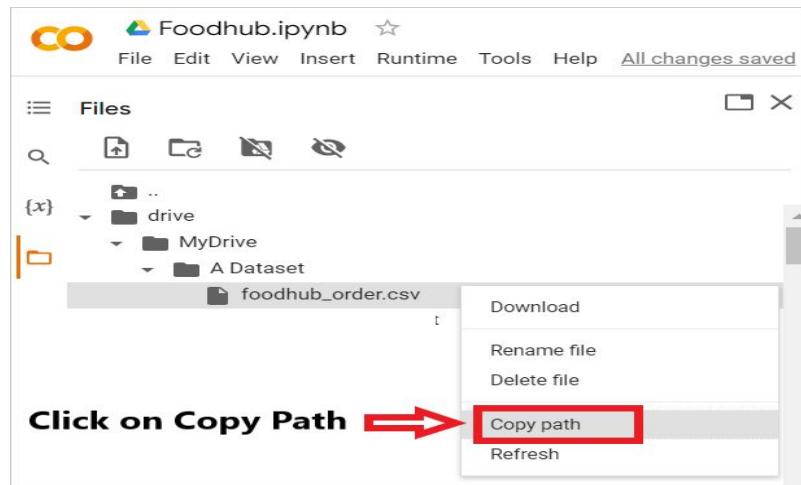 Foodhub.ipynb
File Edit View Insert Runtime Tools Help All changes saved
Files
{x}
..
drive
MyDrive
A Dataset
foodhub_order.csv
Download
Rename file
Delete file
Click on Copy Path
Copy path
Refresh